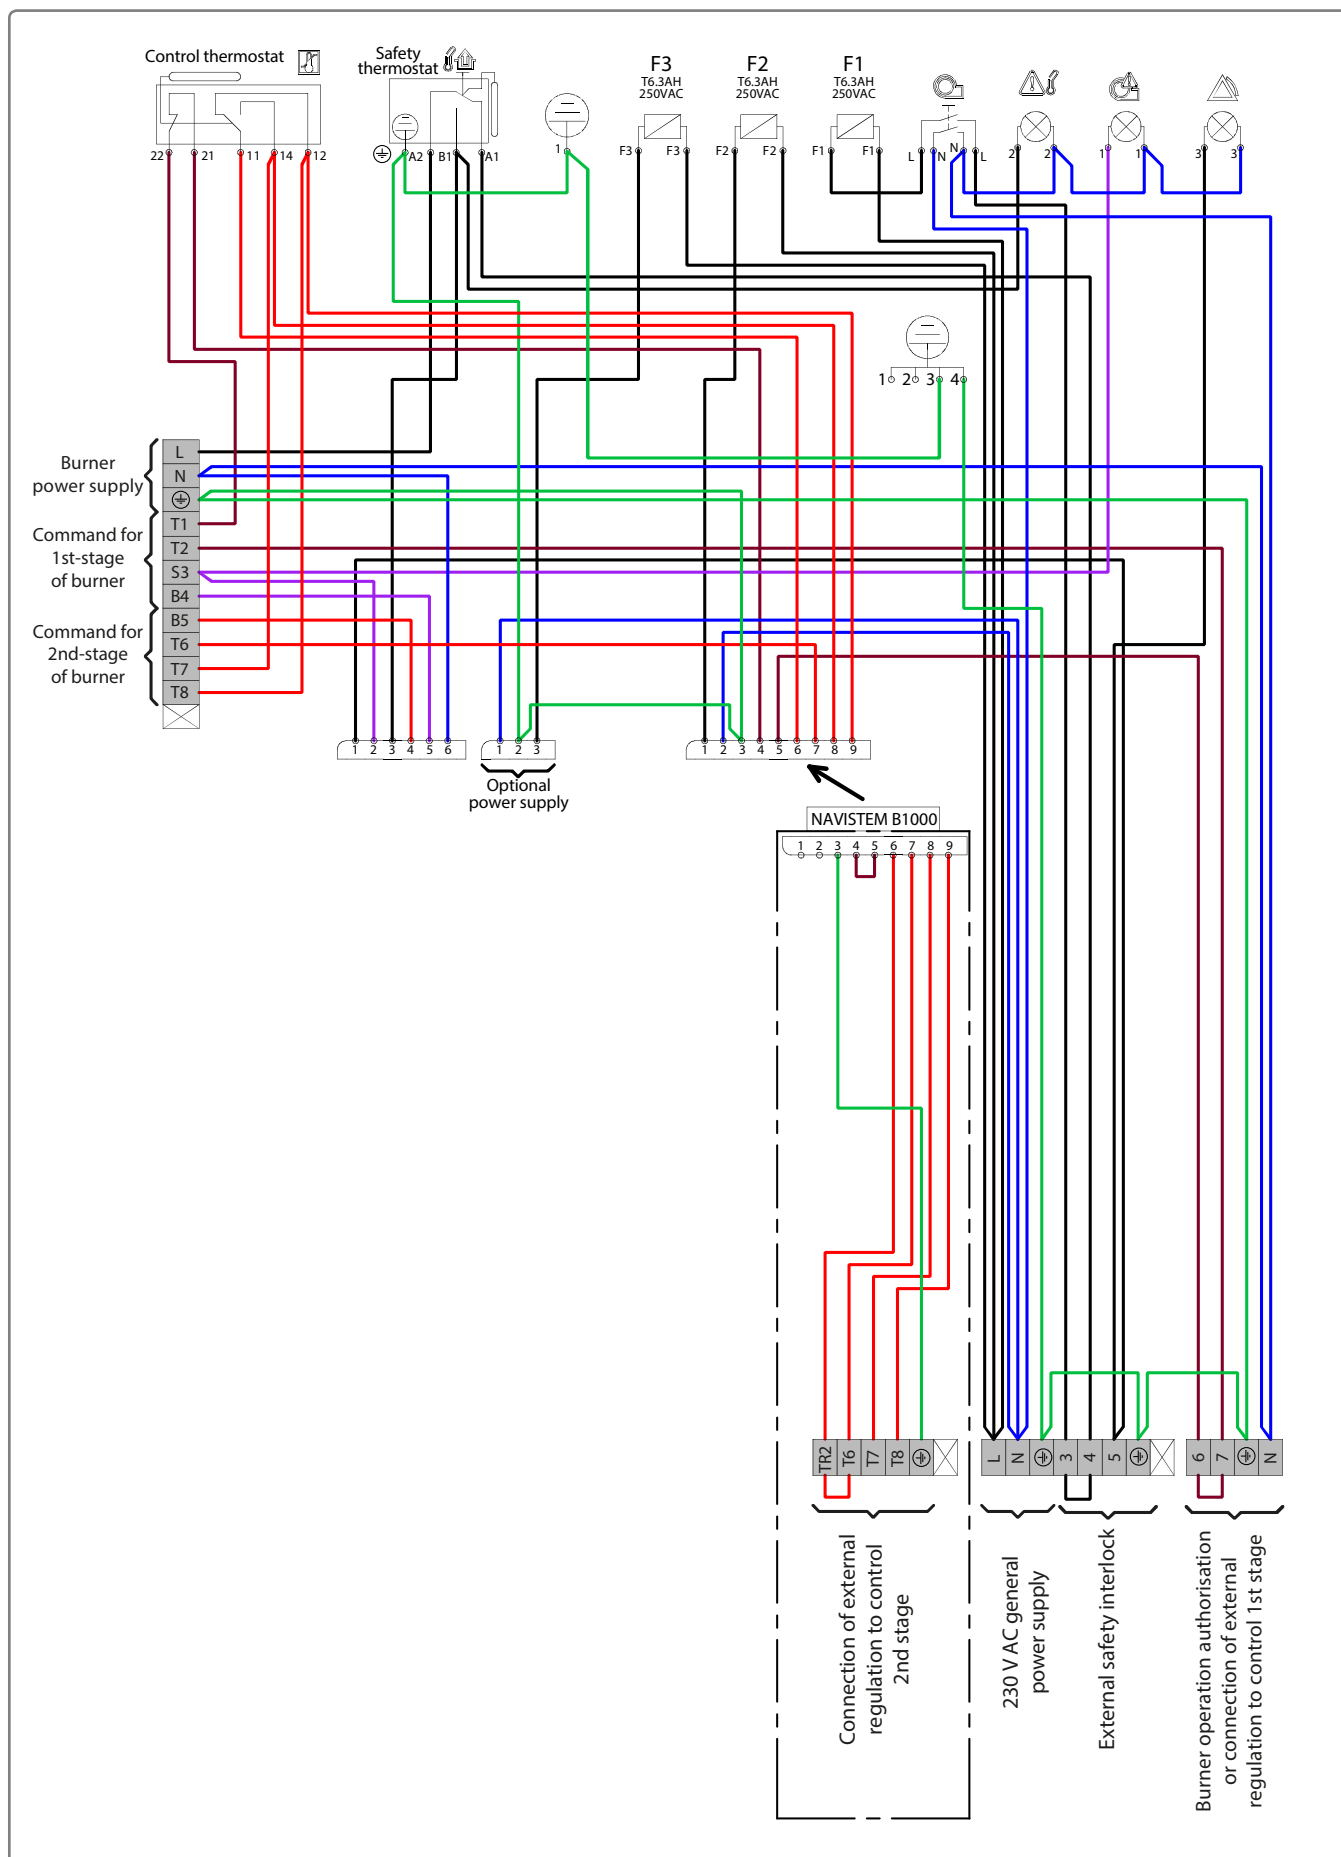 Control thermostat
Safety
thermostat
F3
T6.3AH
250VAC
F2
T6.3AH
250VAC
F1
T6.3AH
250VAC
22 21 11 14 12
A2 B1 A1
1
F3 F3
F2 F2
F1 F1
L N N L
2 2
1 1
3 3
1 2 3 4
Burner
power supply
Command for
1st-stage
of burner
Command for
2nd-stage
of burner
L
N
T1
T2
S3
B4
B5
T6
T7
T8
1 2 3 4 5 6
1 2 3
Optional
power supply
1 2 3 4 5 6 7 8 9
NAVISTEM B1000
1 2 3 4 5 6 7 8 9
TR2 T6 T7 T8
L N 3 4 5
6 7 N
Connection of external
regulation to control
2nd stage
230 V AC general
power supply
External safety interlock
Burner operation authorisation
or connection of external
regulation to control 1st stage